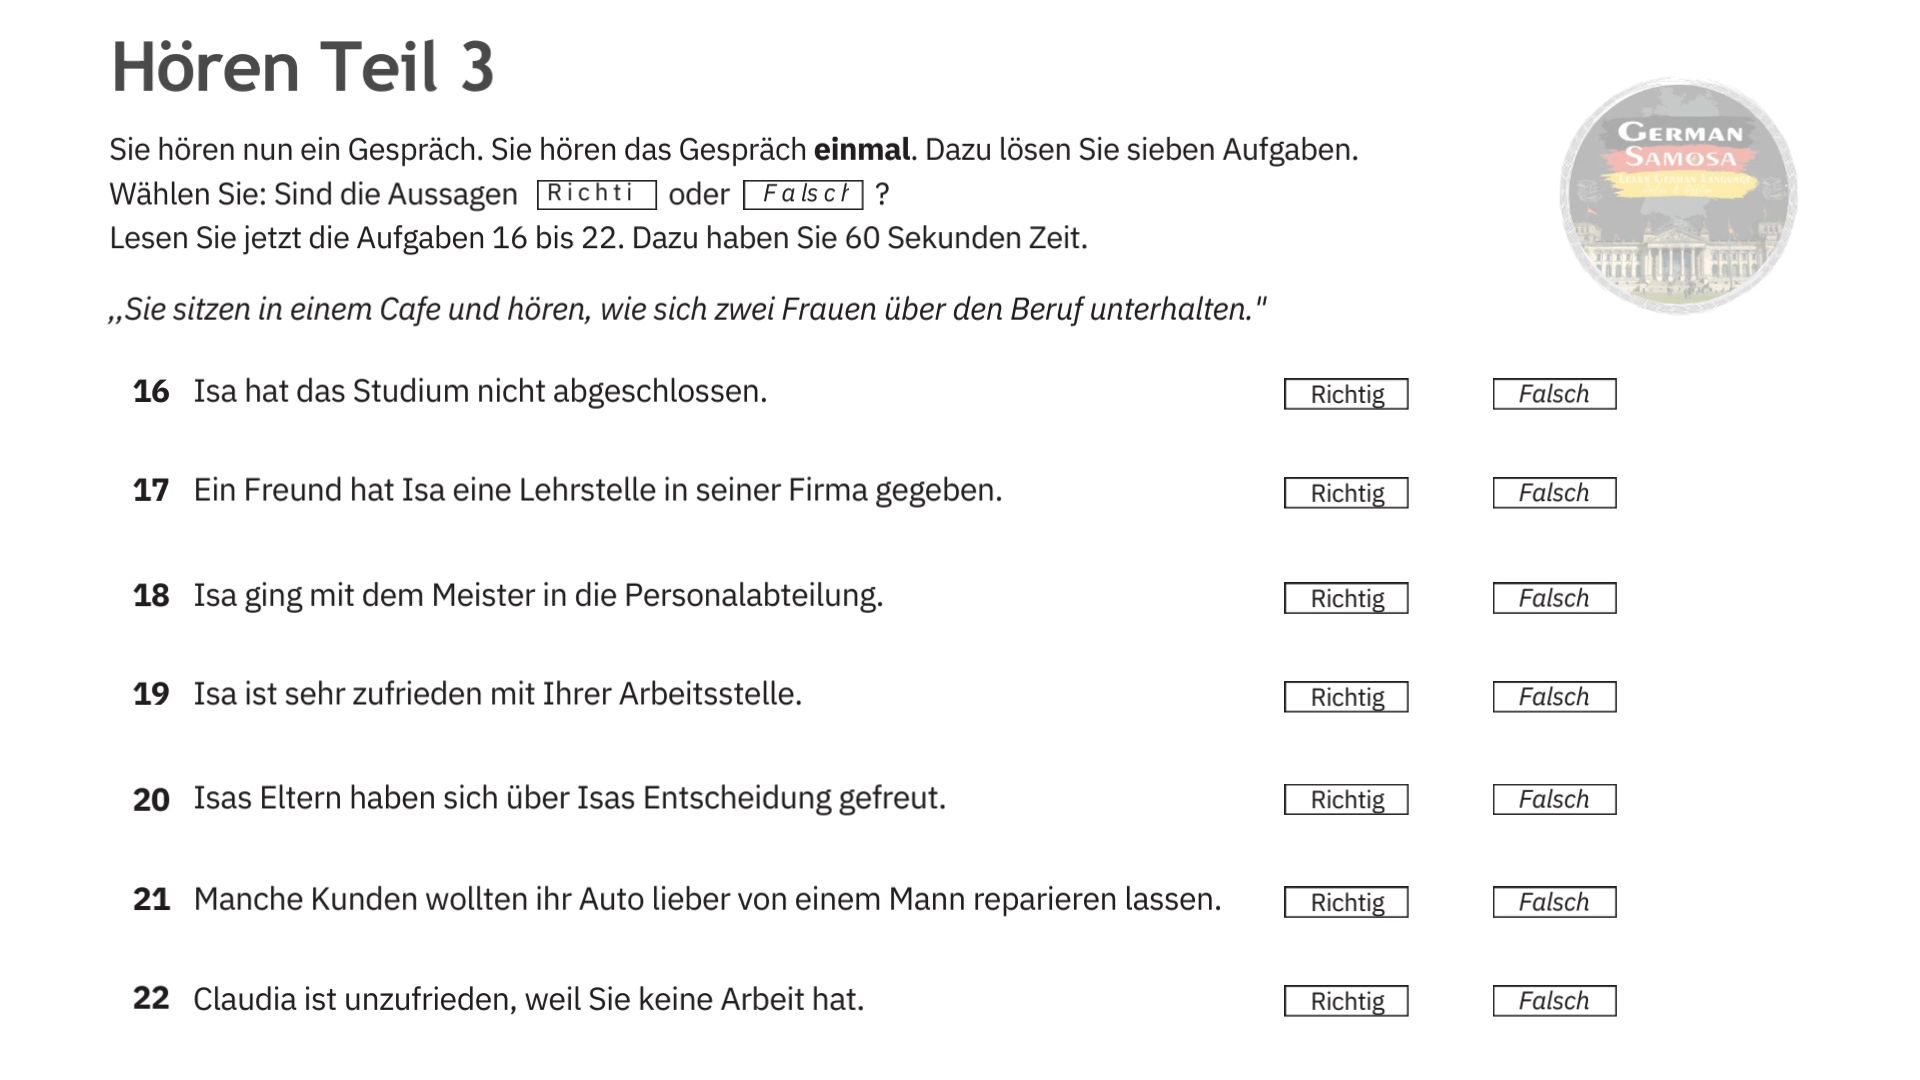 Hören Teil 3
GERMAN
SAMOSA
LEARN GERMAN LANGUAGE
Sie hören nun ein Gespräch. Sie hören das Gespräch einmal. Dazu lösen Sie sieben Aufgaben.
Wählen Sie: Sind die Aussagen Richti oder Falsch ?
Lesen Sie jetzt die Aufgaben 16 bis 22. Dazu haben Sie 60 Sekunden Zeit.
,,Sie sitzen in einem Cafe und hören, wie sich zwei Frauen über den Beruf unterhalten."
16 Isa hat das Studium nicht abgeschlossen. Richtig Falsch
17 Ein Freund hat Isa eine Lehrstelle in seiner Firma gegeben. Richtig Falsch
18 Isa ging mit dem Meister in die Personalabteilung. Richtig Falsch
19 Isa ist sehr zufrieden mit Ihrer Arbeitsstelle. Richtig Falsch
20 Isas Eltern haben sich über Isas Entscheidung gefreut. Richtig Falsch
21 Manche Kunden wollten ihr Auto lieber von einem Mann reparieren lassen. Richtig Falsch
22 Claudia ist unzufrieden, weil Sie keine Arbeit hat. Richtig Falsch